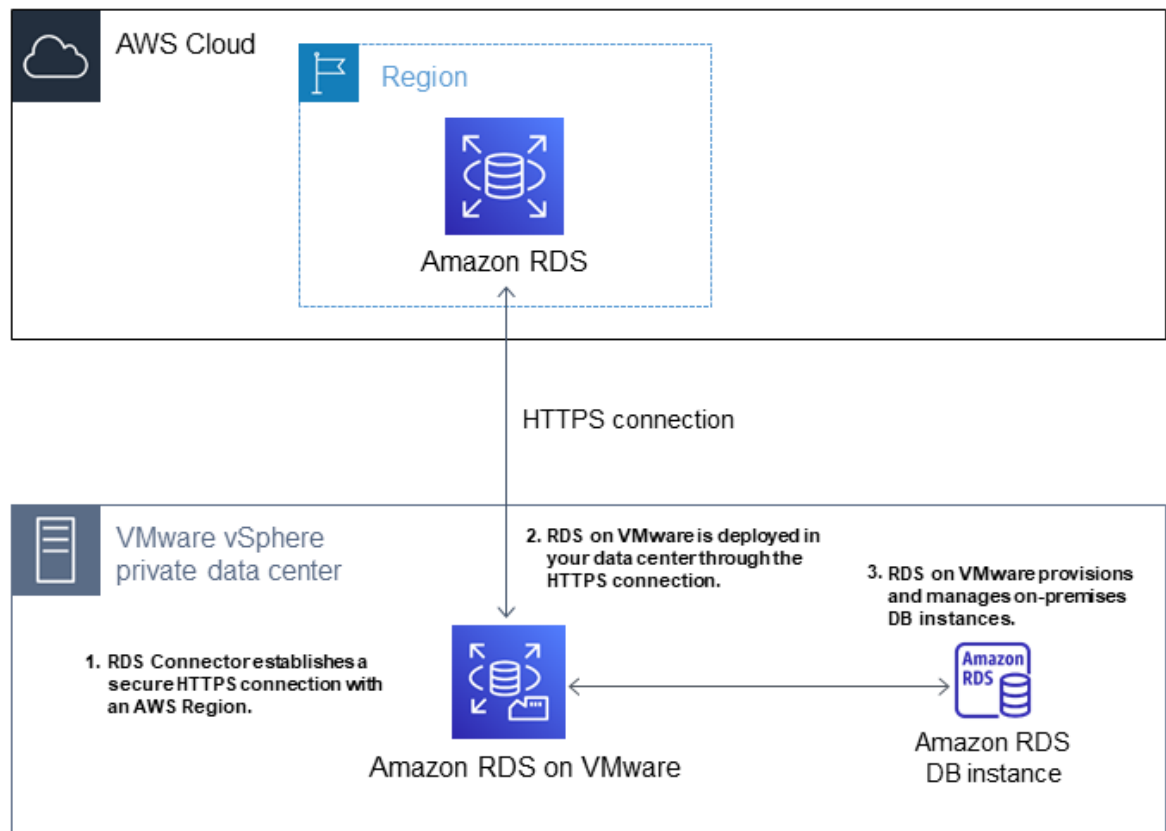 AWS Cloud
Region
Amazon RDS
HTTPS connection
VMware vSphere
private data center
2. RDS on VMware is deployed in
your data center through the
HTTPS connection.
3. RDS on VMware provisions
and manages on-premises
DB instances.
1. RDS Connector establishes a
secure HTTPS connection with
an AWS Region.
Amazon
RDS
Amazon RDS on VMware
Amazon RDS
DB instance